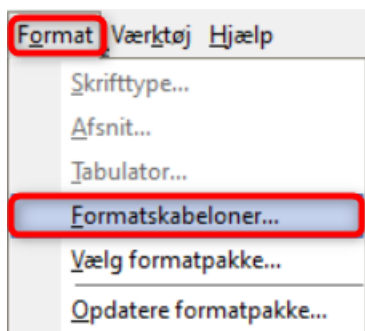 Format Værktøj Hjælp
Skrifttype...
Afsnit...
Tabulator...
Formatskabeloner...
Vælg formatpakke...
Opdatere formatpakke...